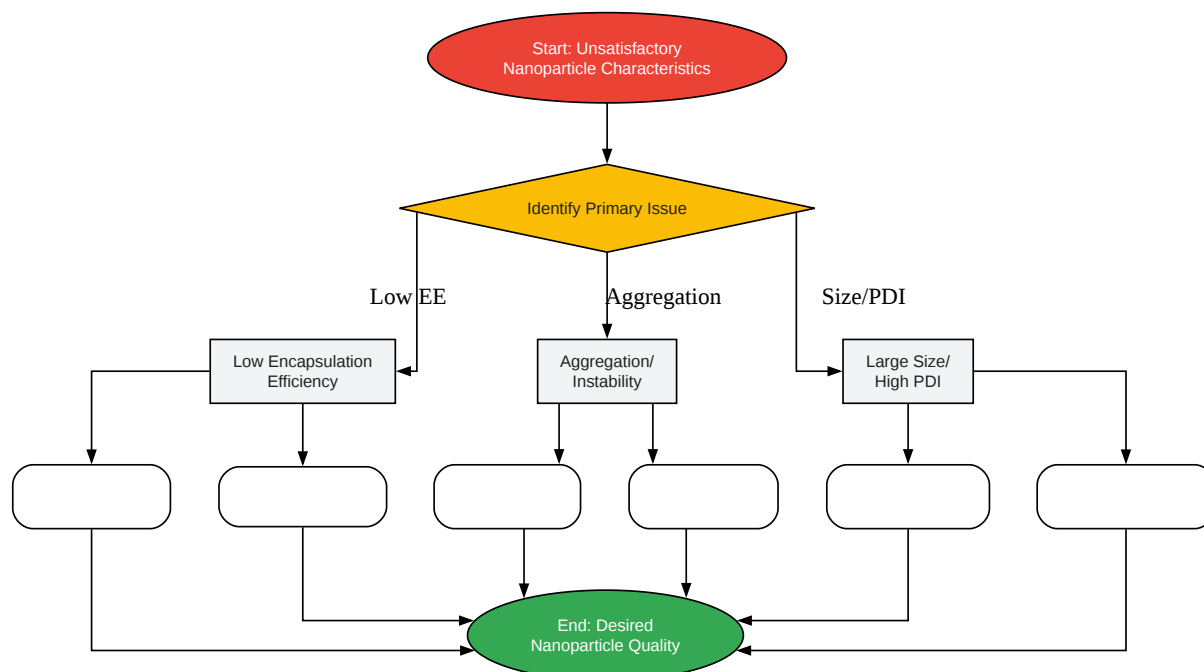 Start: Unsatisfactory
Nanoparticle Characteristics
Identify Primary Issue
Low EE
Aggregation
Size/PDI
Low Encapsulation
Efficiency
Aggregation/
Instability
Large Size/
High PDI
End: Desired
Nanoparticle Quality